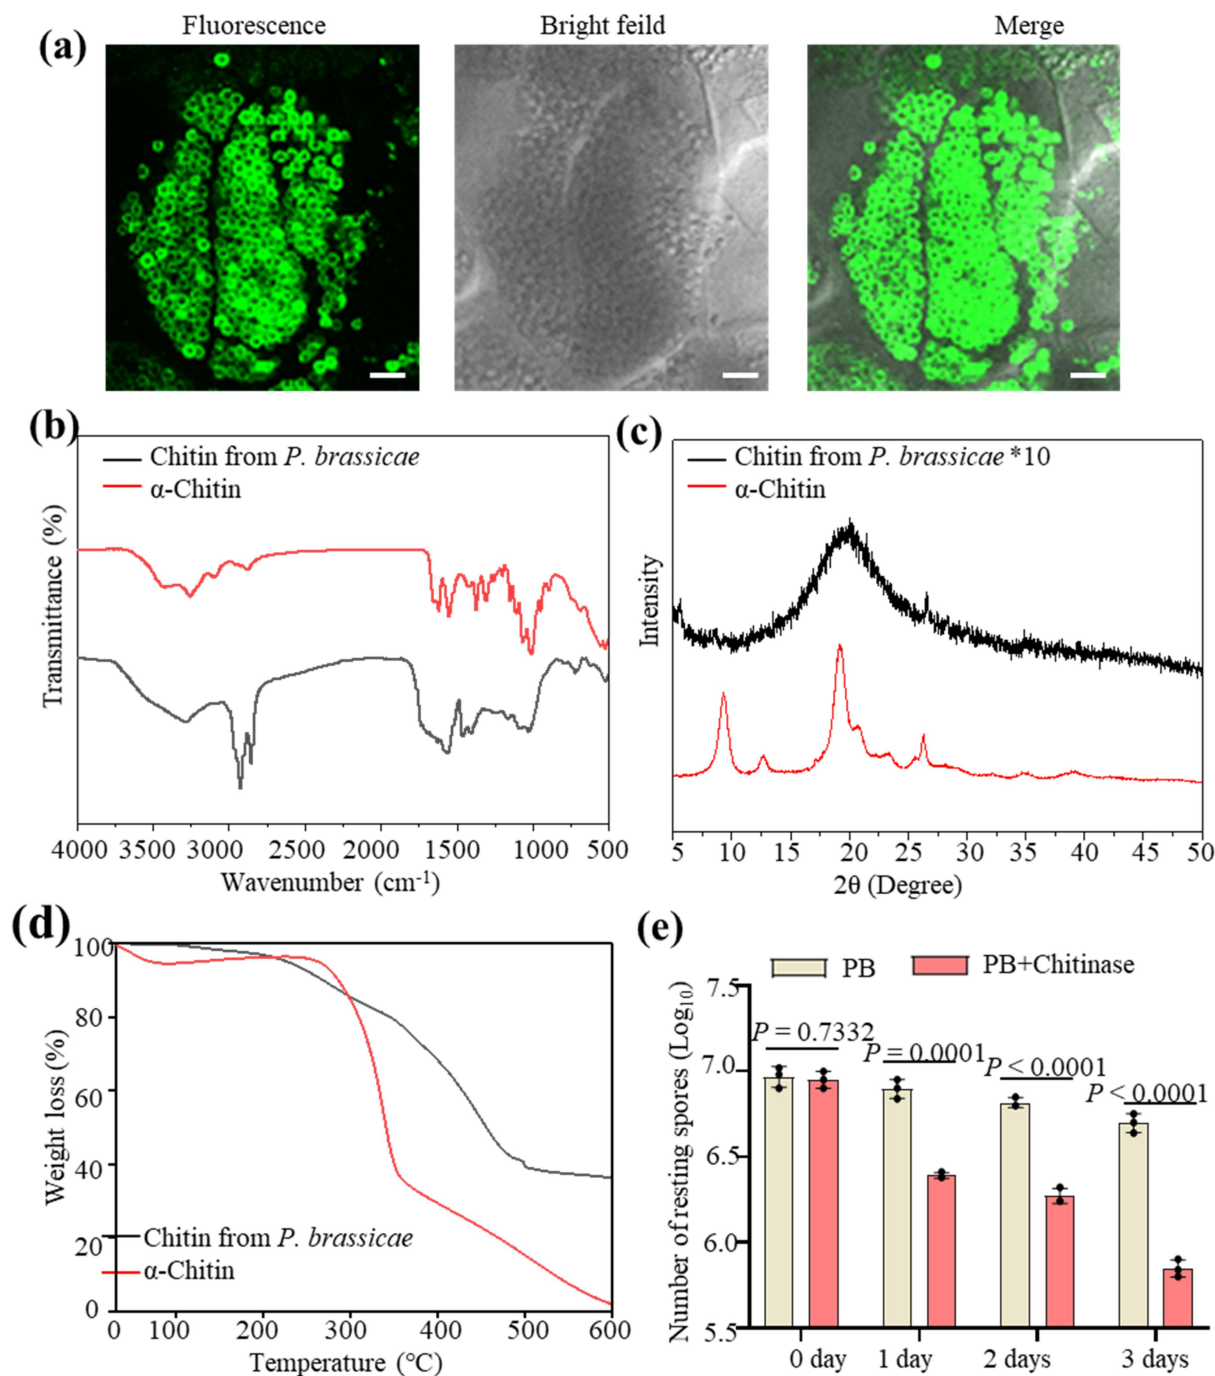 (a)
Fluorescence
Bright feild
Merge
(b)
Chitin from P. brassicae
α-Chitin
Transmittance (%)
4000 3500 3000 2500 2000 1500 1000 500
Wavenumber (cm-1)
(c)
Chitin from P. brassicae *10
α-Chitin
Intensity
5 10 15 20 25 30 35 40 45 50
2θ (Degree)
(d)
100
80
60
40
20
0
Weight loss (%)
Chitin from P. brassicae
α-Chitin
0 100 200 300 400 500 600
Temperature (°C)
(e)
PB
PB+Chitinase
Number of resting spores (Log10)
7.5
7.0
6.5
6.0
5.5
P = 0.7332
P = 0.0001
P < 0.0001
P < 0.0001
0 day 1 day 2 days 3 days